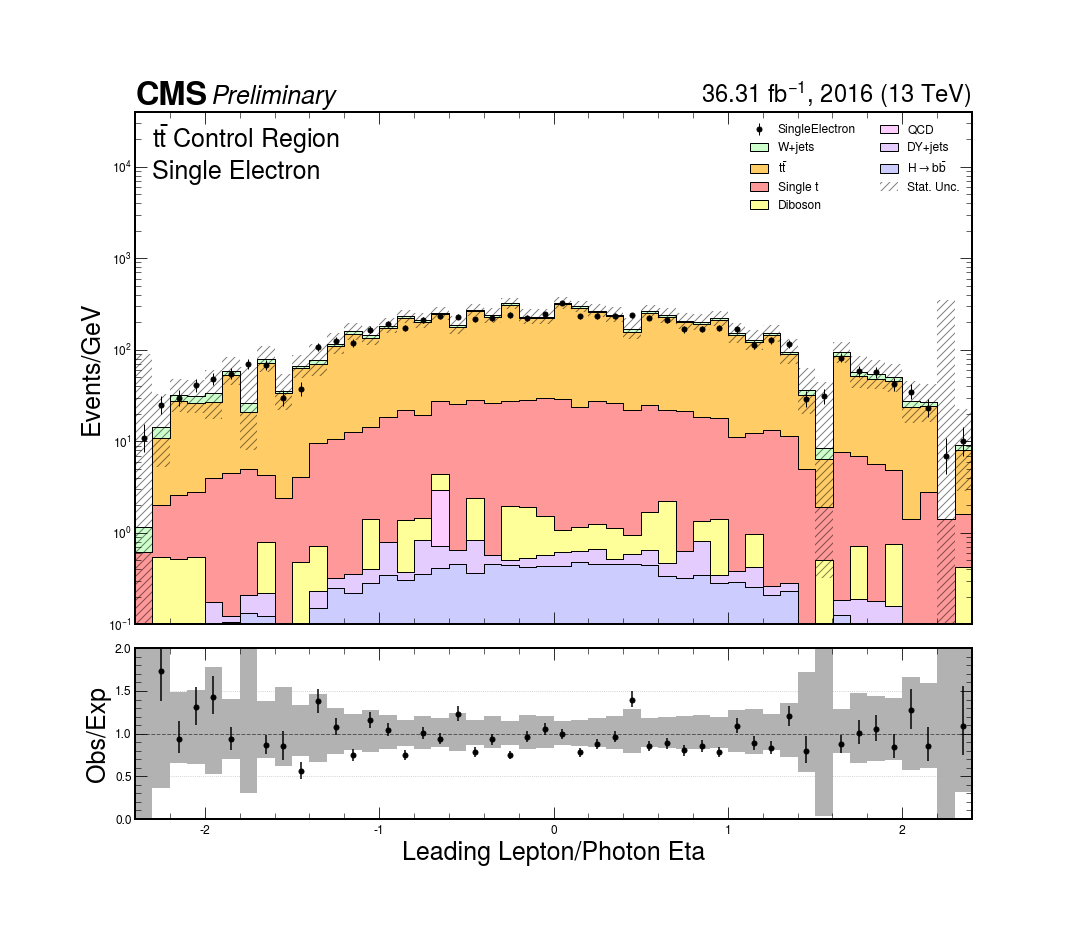 CMS Preliminary
36.31 fb⁻¹, 2016 (13 TeV)
tt̄ Control Region
Single Electron
SingleElectron
W+jets
tt̄
Single t
Diboson
QCD
DY+jets
H→bb̄
Stat. Unc.
Events/GeV
10⁴
10³
10²
10¹
10⁰
10⁻¹
Obs/Exp
2.0
1.5
1.0
0.5
0.0
-2
-1
0
1
2
Leading Lepton/Photon Eta